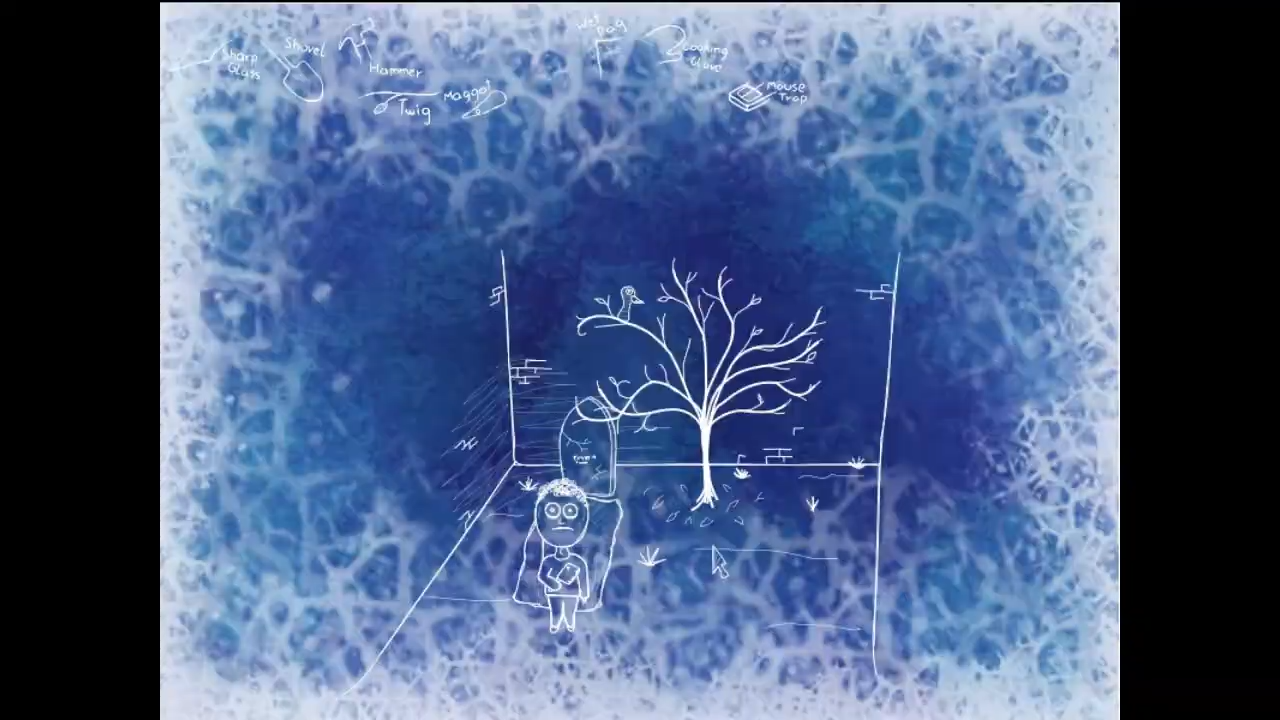 Sharp
Glass
Shovel
Hammer
Twig
Maggot
Wet
Rag
Cooking
Glove
Mouse
Trap